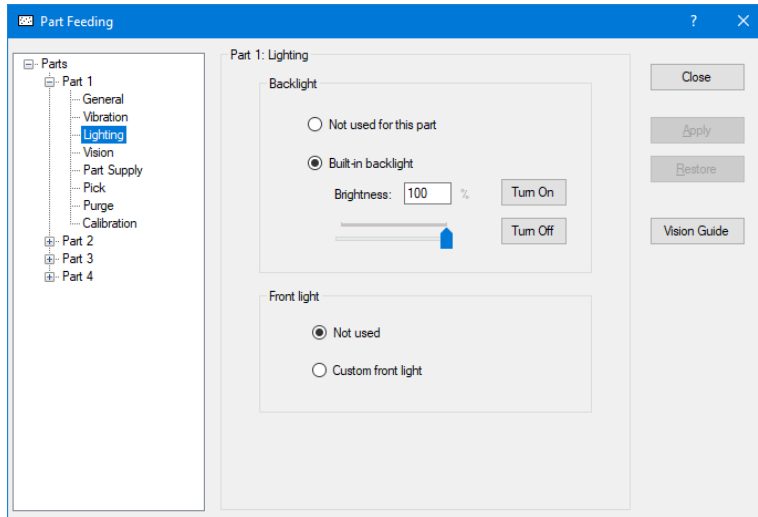 Part Feeding
?
Parts
Part 1
General
Vibration
Lighting
Vision
Part Supply
Pick
Purge
Calibration
Part 2
Part 3
Part 4
Part 1: Lighting
Backlight
Not used for this part
Built-in backlight
Brightness: 100 % Turn On
Turn Off
Front light
Not used
Custom front light
Close
Apply
Restore
Vision Guide